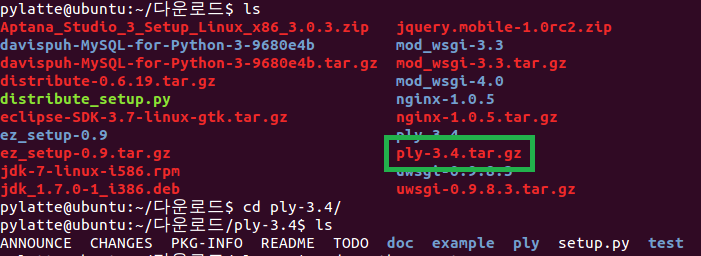 pylatte@ubuntu:~/다운로드$ ls
Aptana_Studio_3_Setup_Linux_x86_3.0.3.zip jquery.mobile-1.0rc2.zip
davispuh-MySQL-for-Python-3-9680e4b mod_wsgi-3.3
davispuh-MySQL-for-Python-3-9680e4b.tar.gz mod_wsgi-3.3.tar.gz
distribute-0.6.19.tar.gz mod_wsgi-4.0
distribute_setup.py nginx-1.0.5
eclipse-SDK-3.7-linux-gtk.tar.gz nginx-1.0.5.tar.gz
ez_setup-0.9 ply-3.4
ez_setup-0.9.tar.gz ply-3.4.tar.gz
jdk-7-linux-i586.rpm uwsgi-0.9.8.3
jdk_1.7.0-1_i386.deb uwsgi-0.9.8.3.tar.gz
pylatte@ubuntu:~/다운로드$ cd ply-3.4/
pylatte@ubuntu:~/다운로드/ply-3.4$ ls
ANNOUNCE CHANGES PKG-INFO README TODO doc example ply setup.py test